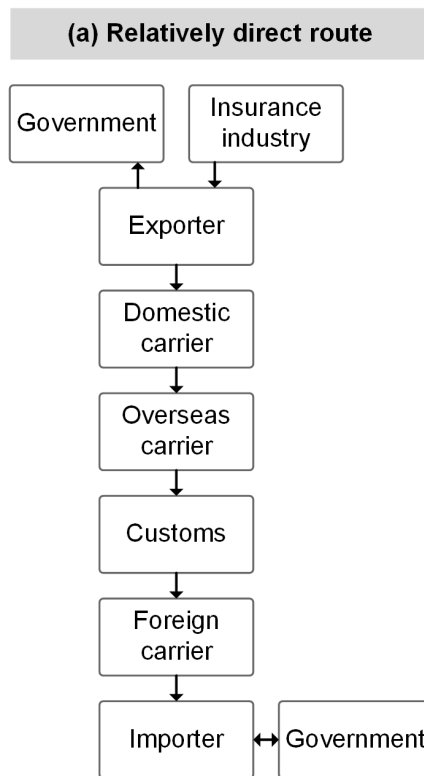 (a) Relatively direct route
Government
Insurance
industry
Exporter
Domestic
carrier
Overseas
carrier
Customs
Foreign
carrier
Importer
Government